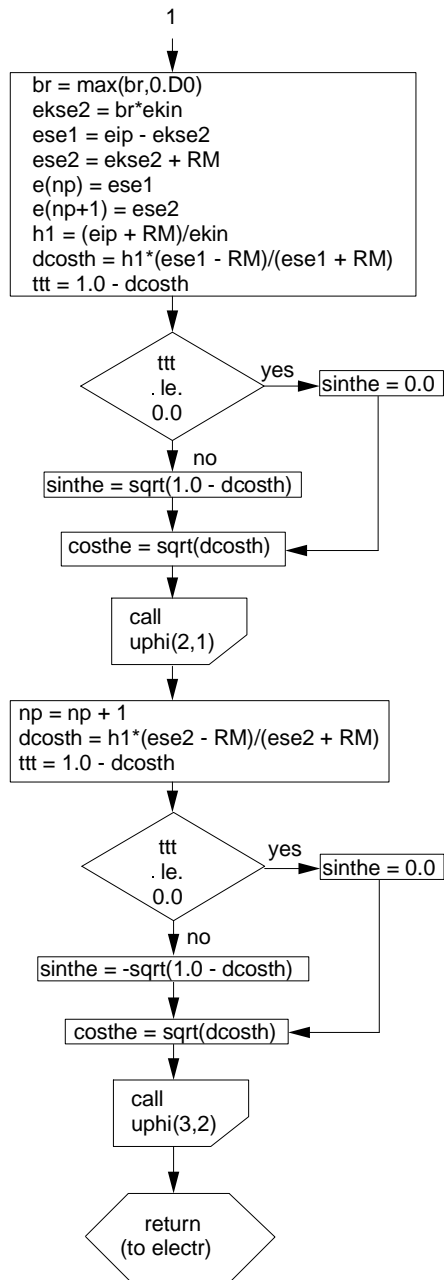 1
br = max(br,0.D0)
ekse2 = br*ekin
ese1 = eip - ekse2
ese2 = ekse2 + RM
e(np) = ese1
e(np+1) = ese2
h1 = (eip + RM)/ekin
dcosth = h1*(ese1 - RM)/(ese1 + RM)
ttt = 1.0 - dcosth
ttt
.le.
0.0
yes
sinthe = 0.0
no
sinthe = sqrt(1.0 - dcosth)
costhe = sqrt(dcosth)
call
uphi(2,1)
np = np + 1
dcosth = h1*(ese2 - RM)/(ese2 + RM)
ttt = 1.0 - dcosth
ttt
.le.
0.0
yes
sinthe = 0.0
no
sinthe = -sqrt(1.0 - dcosth)
costhe = sqrt(dcosth)
call
uphi(3,2)
return
(to electr)